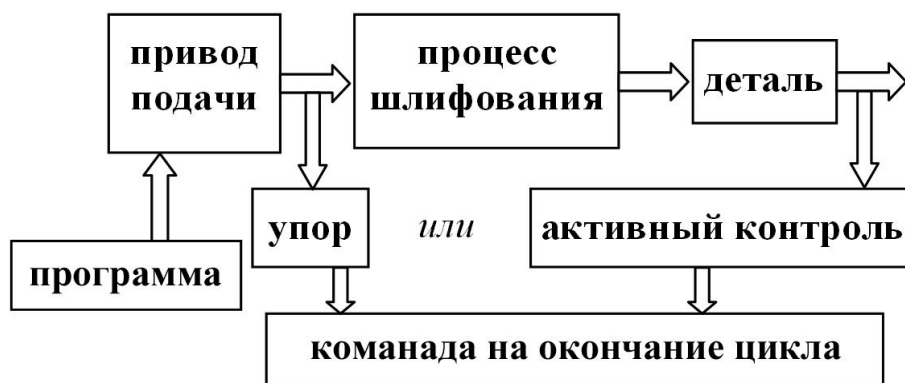 привод
подачи
процесс
шлифования
деталь
упор
или
активный контроль
программа
команада на окончание цикла